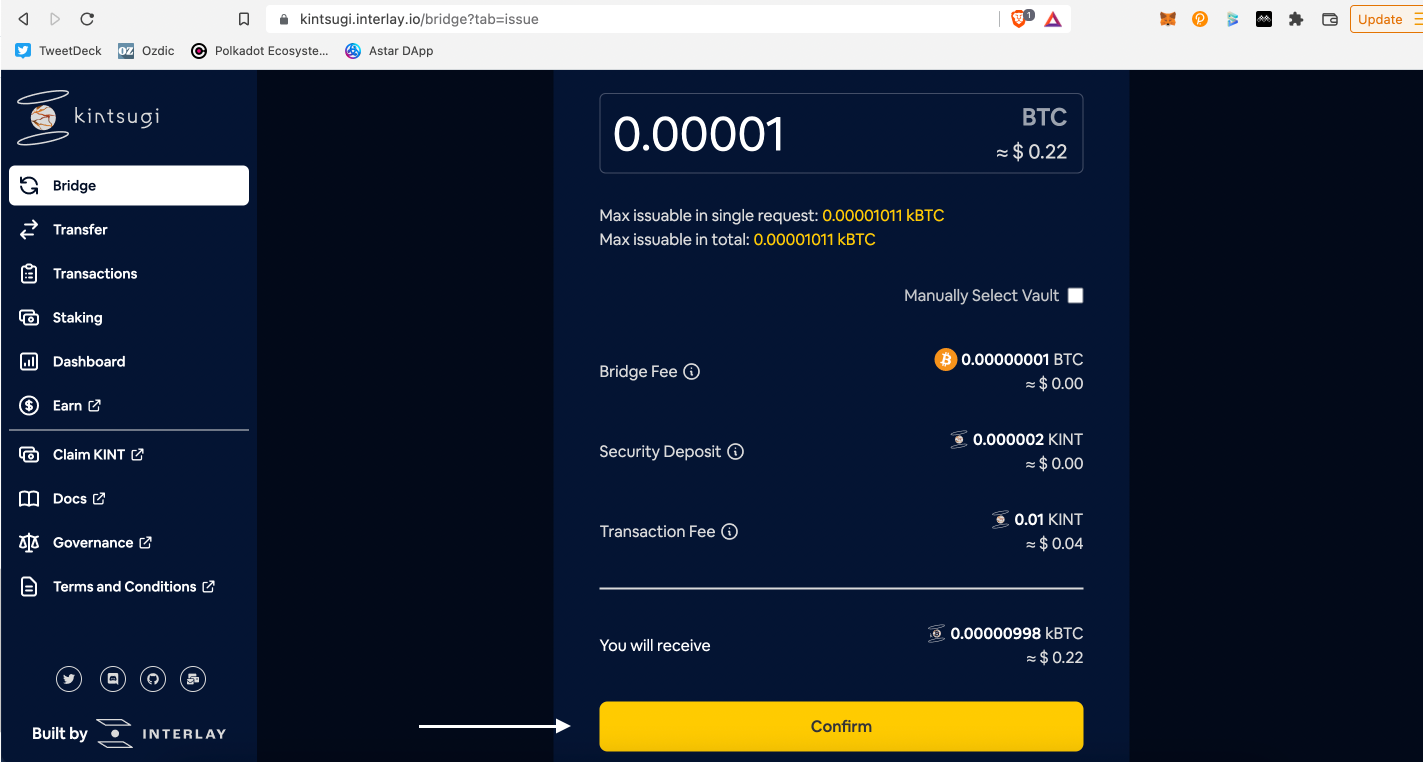 kintsugi.interlay.io/bridge?tab=issue
1
Update
TweetDeck
OZ Ozdic
Polkadot Ecosyste...
Astar DApp
kintsugi
Bridge
Transfer
Transactions
Staking
Dashboard
Earn
Claim KINT
Docs
Governance
Terms and Conditions
Built by INTERLAY
0.00001
BTC
≈ $ 0.22
Max issuable in single request: 0.00001011 kBTC
Max issuable in total: 0.00001011 kBTC
Manually Select Vault
Bridge Fee
0.00000001 BTC
≈ $ 0.00
Security Deposit
0.000002 KINT
≈ $ 0.00
Transaction Fee
0.01 KINT
≈ $ 0.04
You will receive
0.00000998 kBTC
≈ $ 0.22
Confirm